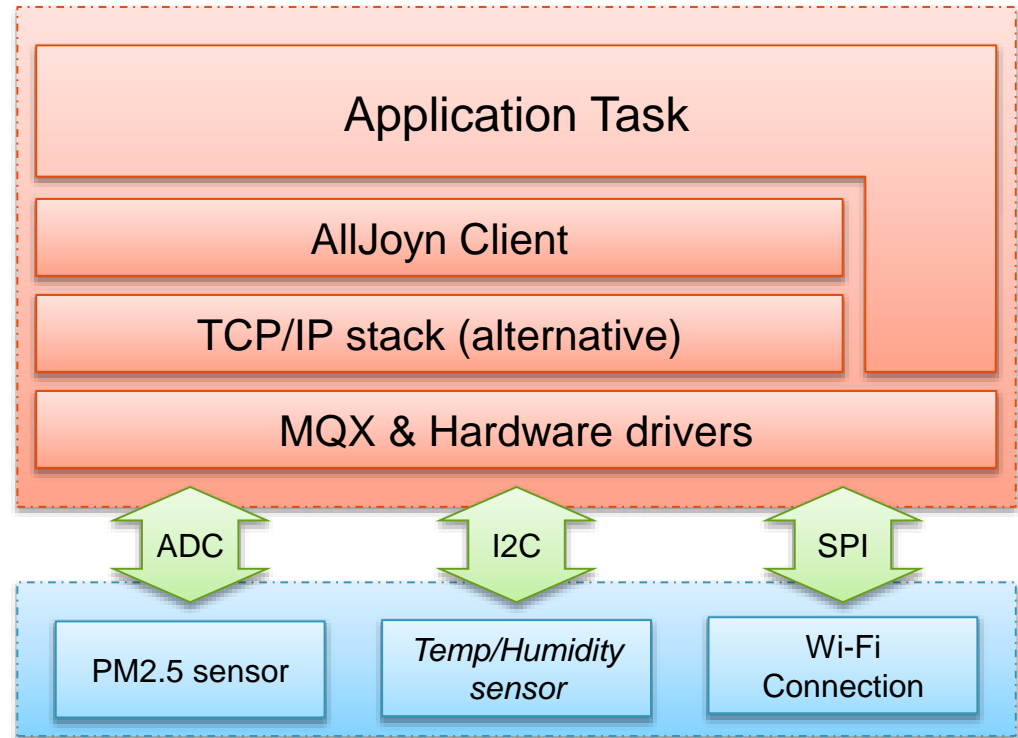 Application Task
AllJoyn Client
TCP/IP stack (alternative)
MQX & Hardware drivers
ADC
I2C
SPI
PM2.5 sensor
Temp/Humidity
sensor
Wi-Fi
Connection